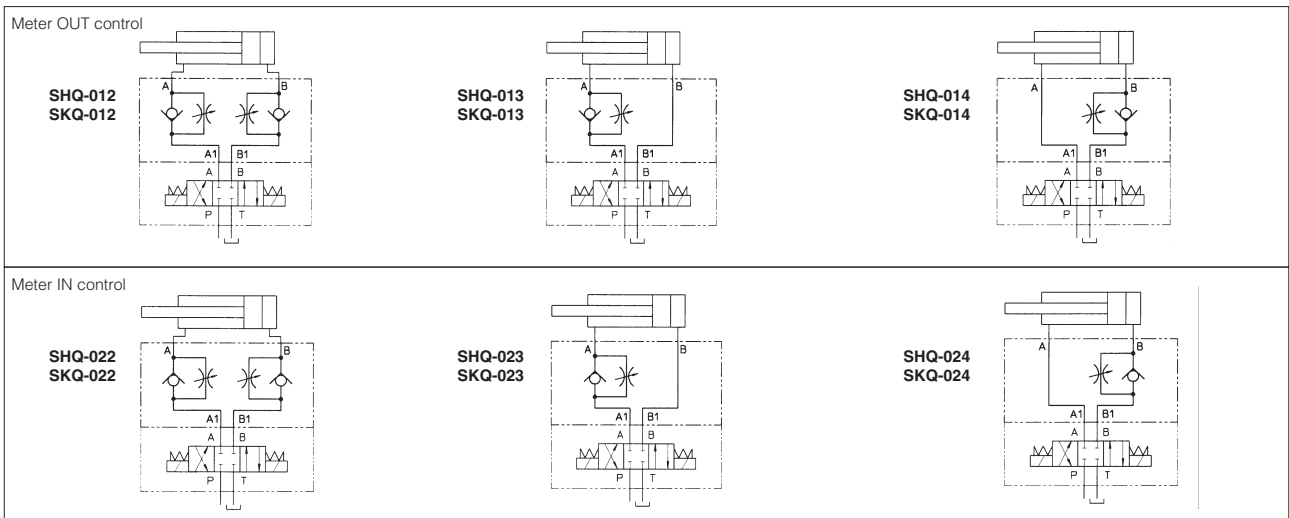 Meter OUT control
SHQ-012
SKQ-012
A B
A1 B1
A B
P T
SHQ-013
SKQ-013
A B
A1 B1
A B
P T
SHQ-014
SKQ-014
A B
A1 B1
A B
P T
Meter IN control
SHQ-022
SKQ-022
A B
A1 B1
A B
P T
SHQ-023
SKQ-023
A B
A1 B1
A B
P T
SHQ-024
SKQ-024
A B
A1 B1
A B
P T